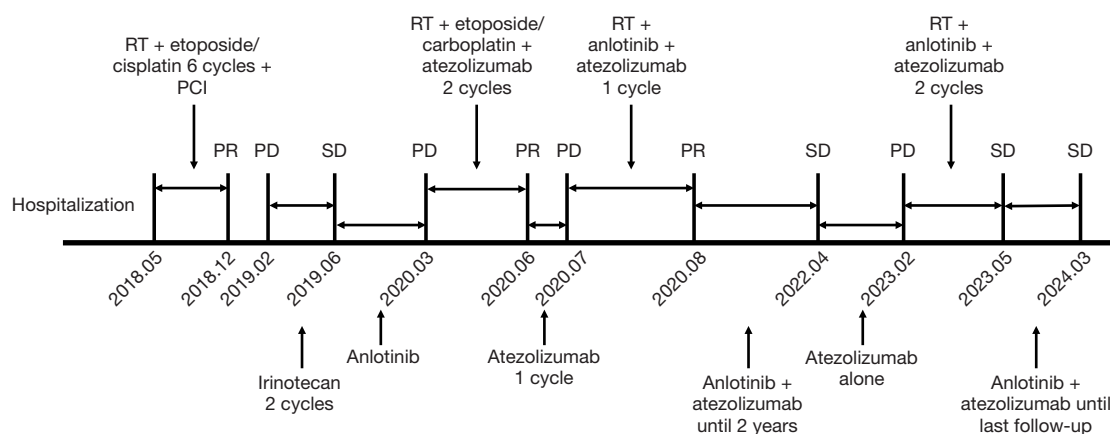 RT + etoposide/
cisplatin 6 cycles +
PCI
RT + etoposide/
carboplatin +
atezolizumab
2 cycles
RT +
anlotinib +
atezolizumab
1 cycle
RT +
anlotinib +
atezolizumab
2 cycles
PR PD SD PD PR PD PR SD PD SD SD
Hospitalization
2018.05 2018.12 2019.02 2019.06 2020.03 2020.06 2020.07 2020.08 2022.04 2023.02 2023.05 2024.03
Irinotecan
2 cycles
Anlotinib
Atezolizumab
1 cycle
Anlotinib +
atezolizumab
until 2 years
Atezolizumab
alone
Anlotinib +
atezolizumab until
last follow-up